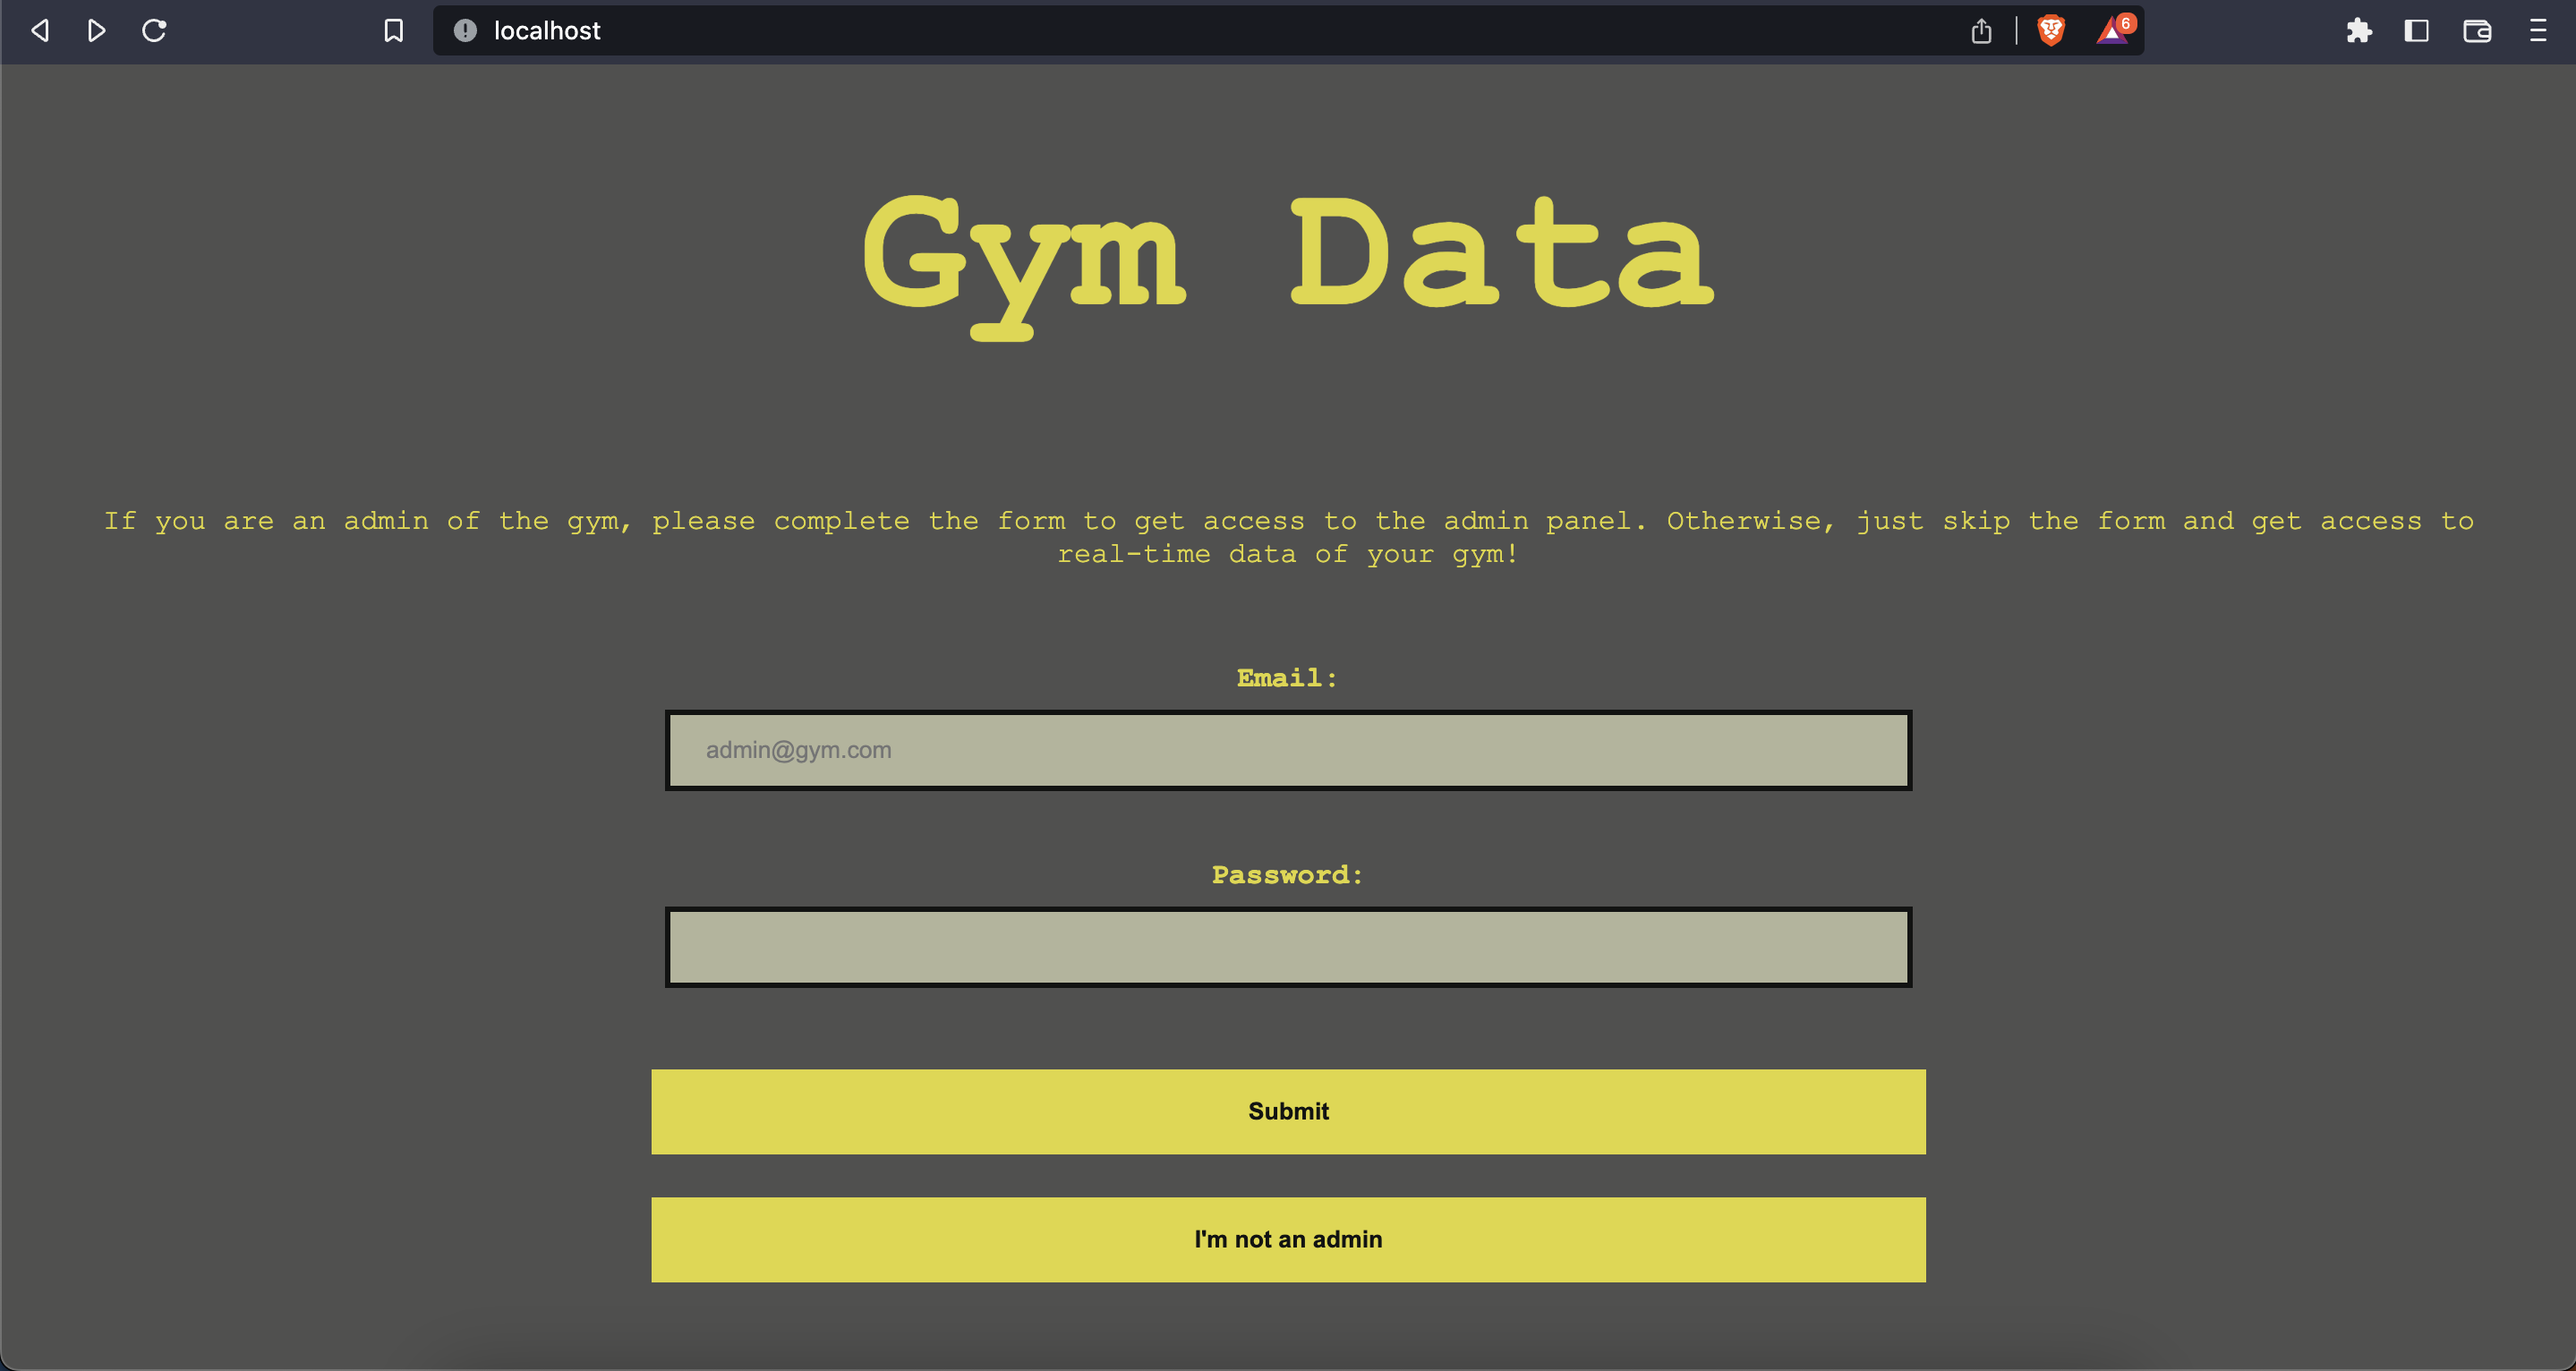 localhost
6
Gym Data
If you are an admin of the gym, please complete the form to get access to the admin panel. Otherwise, just skip the form and get access to
real-time data of your gym!
Email:
admin@gym.com
Password:
Submit
I'm not an admin